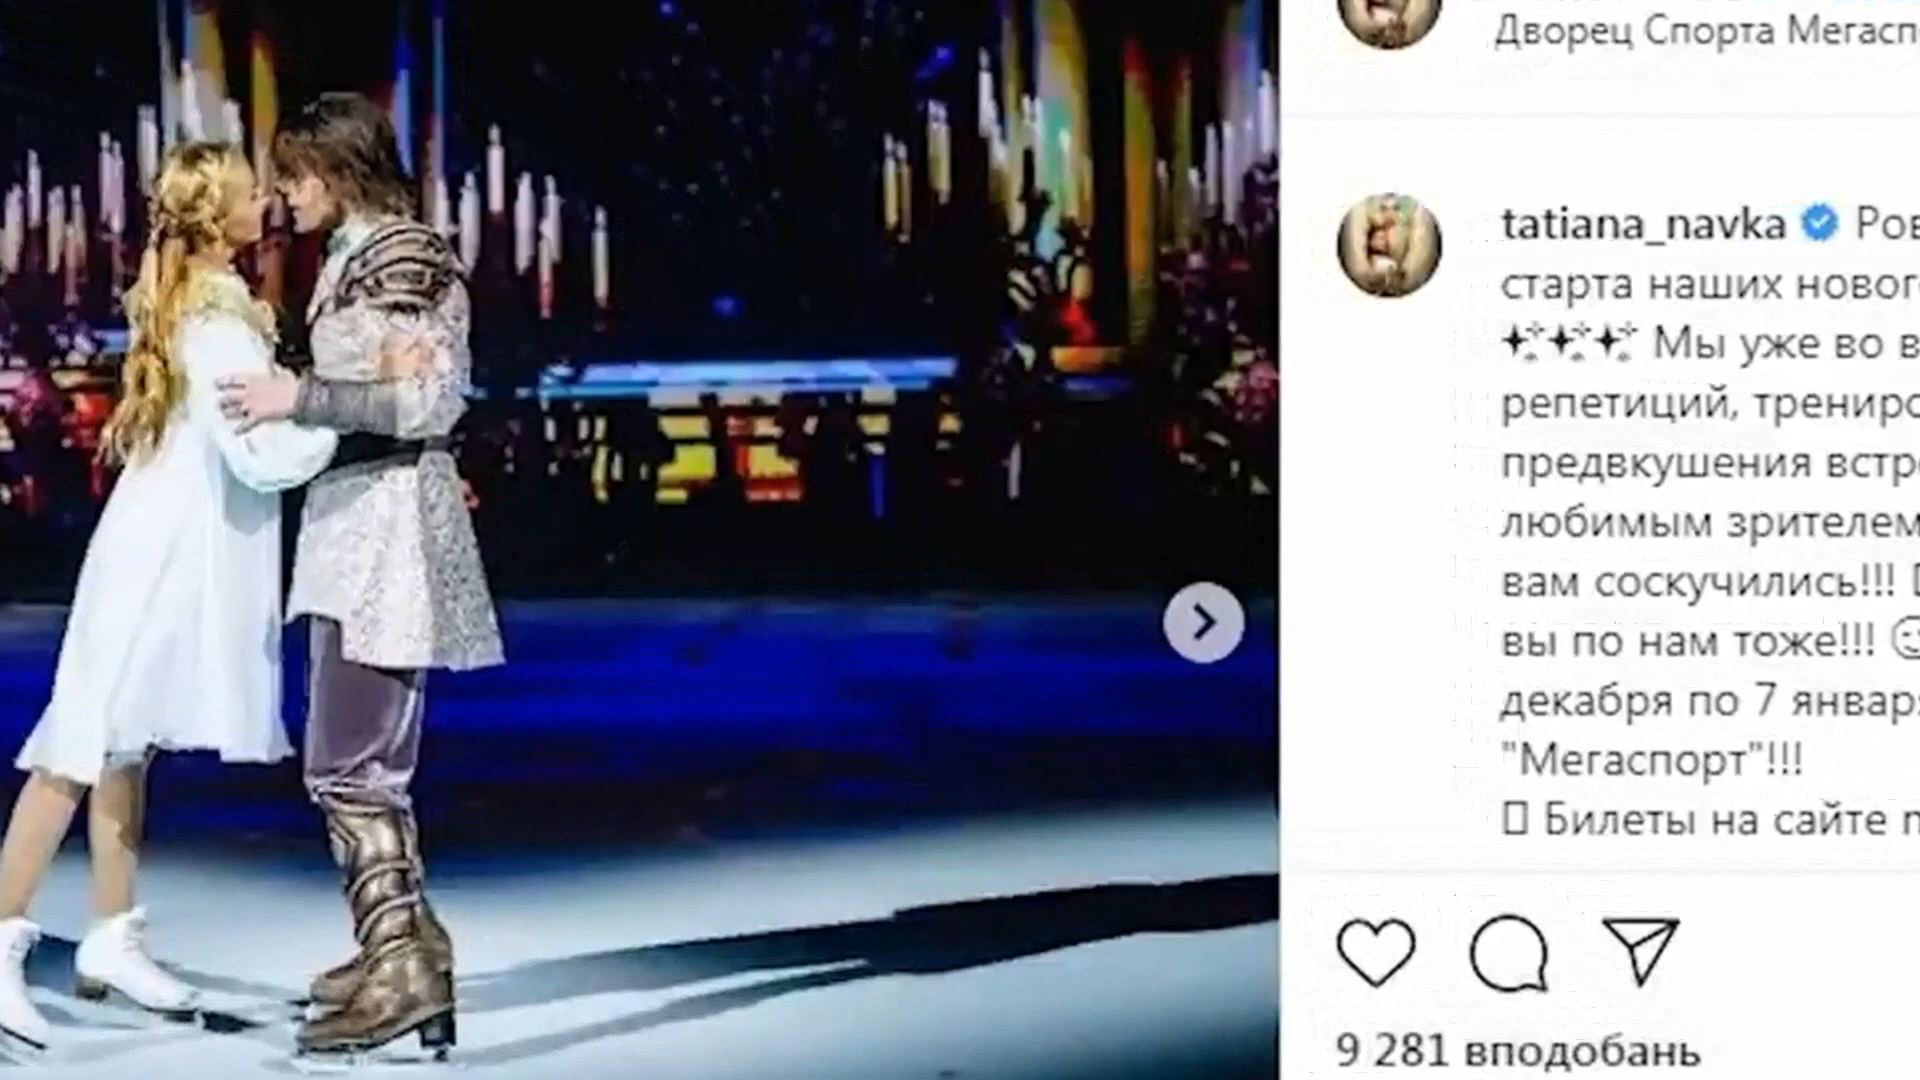 Дворец Спорта Мегасп
tatiana_navka Ров
старта наших новог
Мы уже во в
репетиций, трениро
предвкушения встре
любимым зрителем
вам соскучились!!!
вы по нам тоже!!!
декабря по 7 январ
"Мегаспорт"!!!
Билеты на сайте
9 281 вподобань